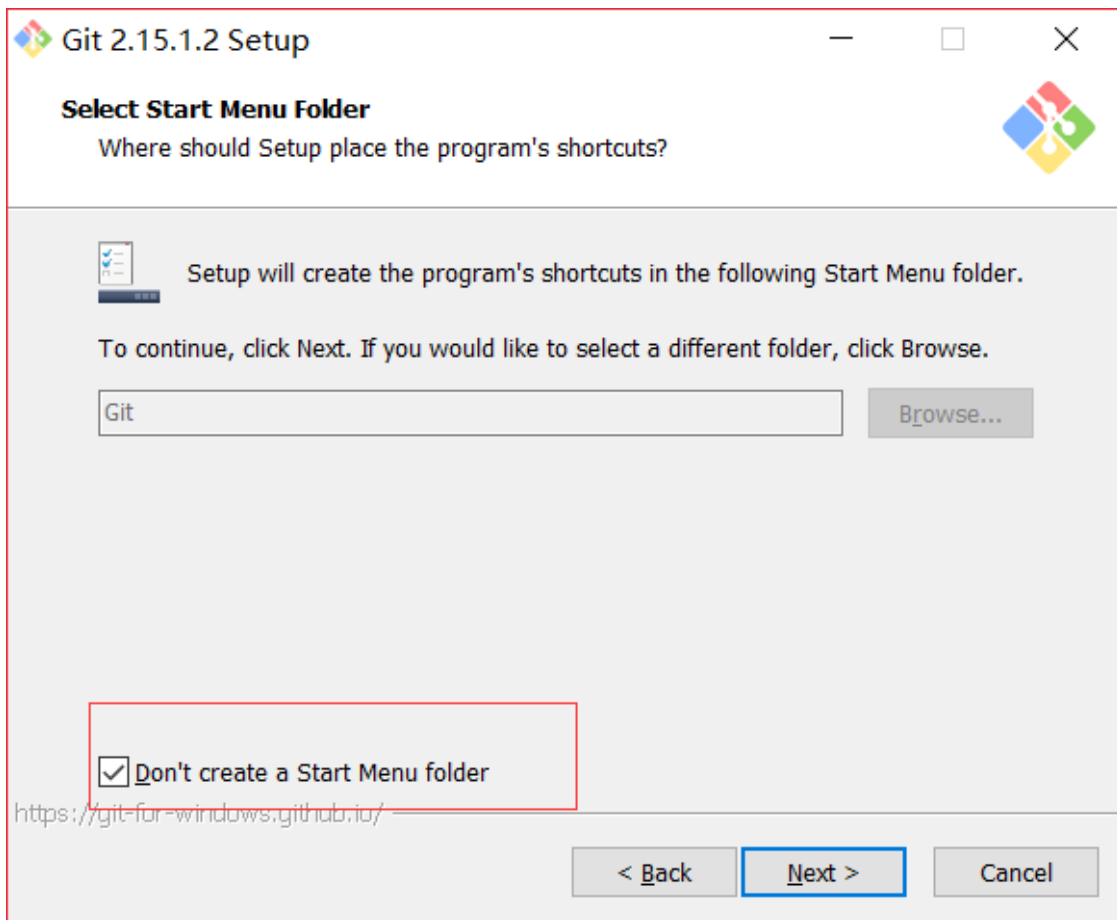 Git 2.15.1.2 Setup
Select Start Menu Folder
Where should Setup place the program's shortcuts?
Setup will create the program's shortcuts in the following Start Menu folder.
To continue, click Next. If you would like to select a different folder, click Browse.
Git
Browse...
Don't create a Start Menu folder
https://git-for-windows.github.io/
< Back
Next >
Cancel